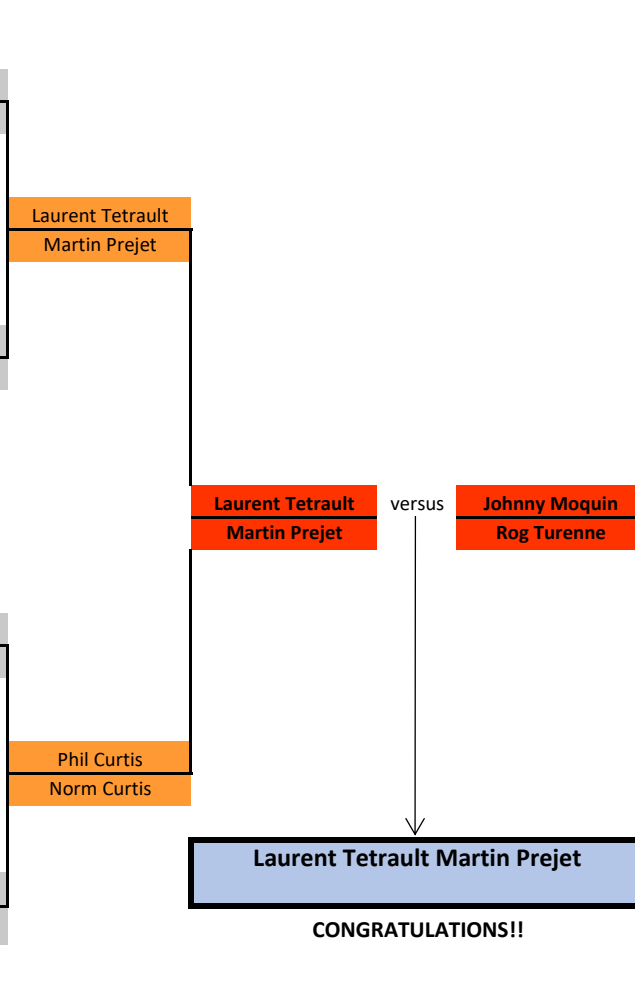 Laurent Tetrault
Martin Prejet
Laurent Tetrault versus Johnny Moquin
Martin Prejet Rog Turenne
Phil Curtis
Norm Curtis
Laurent Tetrault Martin Prejet
CONGRATULATIONS!!